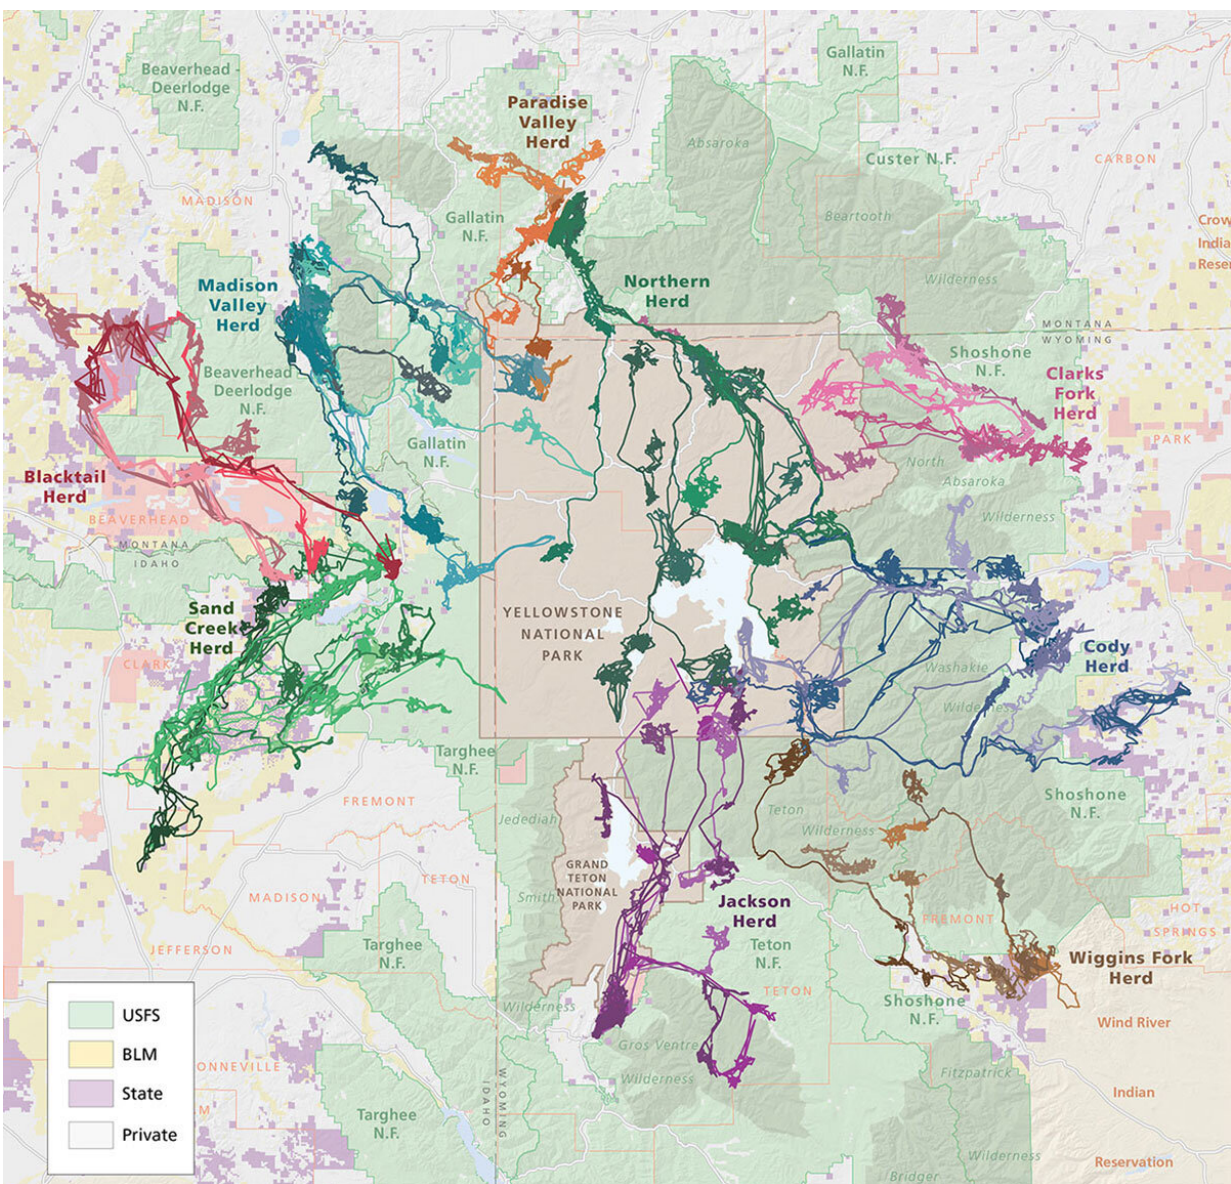 Beaverhead -
Deerlodge
N.F.
Gallatin
N.F.
Paradise
Valley
Herd
Absaroka
Custer N.F.
CARBON
MADISON
Gallatin
N.F.
Beartooth
Crow
India
Reser
Wilderness
Madison
Valley
Herd
Northern
Herd
MONTANA
WYOMING
Shoshone
N.F.
Beaverhead
Deerlodge
N.F.
Clarks
Fork
Herd
Gallatin
N.F.
PARK
North
Absaroka
Wilderness
Blacktail
Herd
BEAVERHEAD
MONTANA
IDAHO
Sand
Creek
Herd
YELLOWSTONE
NATIONAL
PARK
CLARK
Cody
Herd
Washakie
Wilderness
Targhee
N.F.
FREMONT
Teton
Wilderness
Shoshone
N.F.
Jedediah
Smith
Wilderness
GRAND
TETON
NATIONAL
PARK
TETON
MADISON
Jackson
Herd
FREMONT
HOT
SPRINGS
JEFFERSON
Targhee
N.F.
Teton
N.F.
TETON
Wiggins Fork
Herd
Shoshone
N.F.
Wind River
Gros Ventre
Wilderness
Fitzpatrick
Wilderness
Indian
Reservation
ONNEVILLE
M
IDAHO
WYOMING
Targhee
N.F.
Bridger
USFS
BLM
State
Private